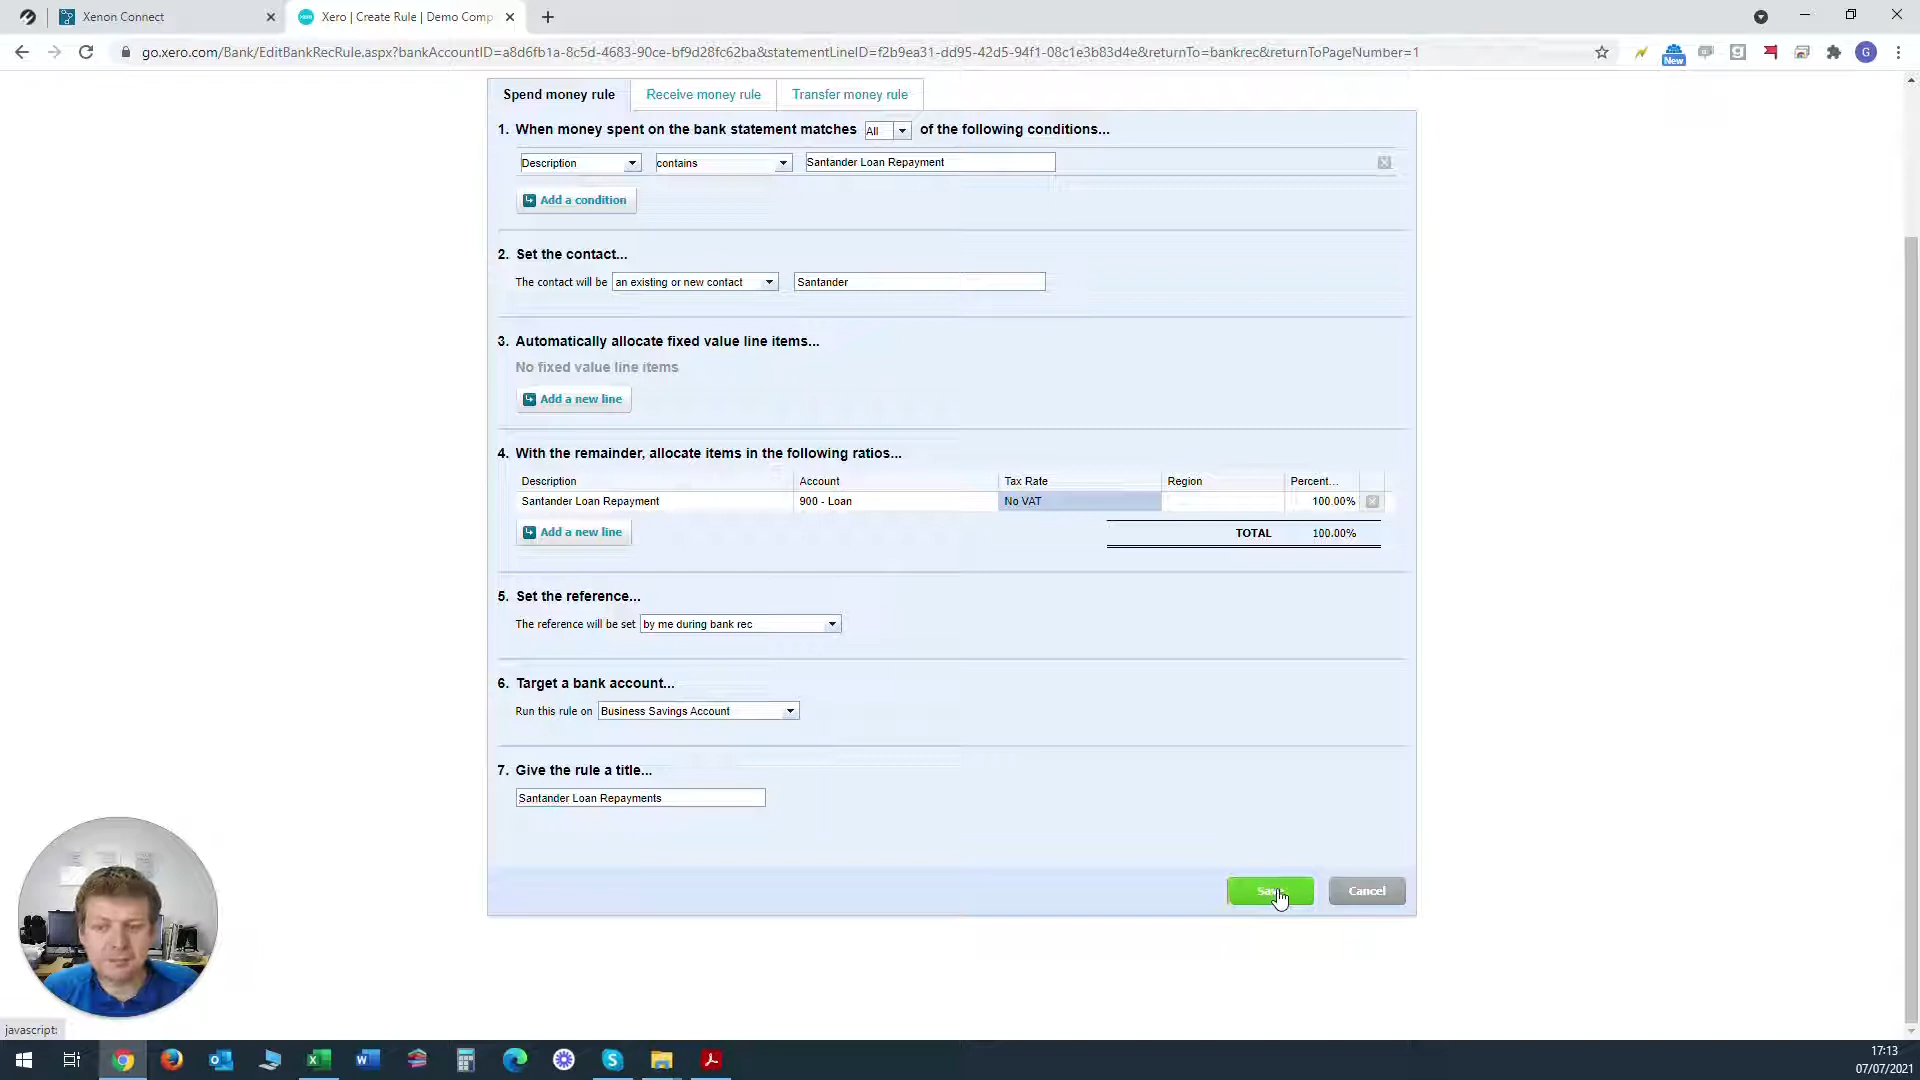 Xenon Connect
Xero | Create Rule | Demo Comp
go.xero.com/Bank/EditBankRecRule.aspx?bankAccountID=a8d6fb1a-8c5d-4683-90ce-bf9d28fc62ba&statementLineID=f2b9ea31-dd95-42d5-94f1-08c1e3b83d4e&returnTo=bankrec&returnToPageNumber=1
New
G
Spend money rule
Receive money rule
Transfer money rule
1. When money spent on the bank statement matches All of the following conditions...
Description contains Santander Loan Repayment
Add a condition
2. Set the contact...
The contact will be an existing or new contact Santander
3. Automatically allocate fixed value line items...
No fixed value line items
Add a new line
4. With the remainder, allocate items in the following ratios...
Description Account Tax Rate Region Percent...
Santander Loan Repayment 900 - Loan No VAT 100.00%
Add a new line
TOTAL 100.00%
5. Set the reference...
The reference will be set by me during bank rec
6. Target a bank account...
Run this rule on Business Savings Account
7. Give the rule a title...
Santander Loan Repayments
Save Cancel
javascript:
17:13
07/07/2021